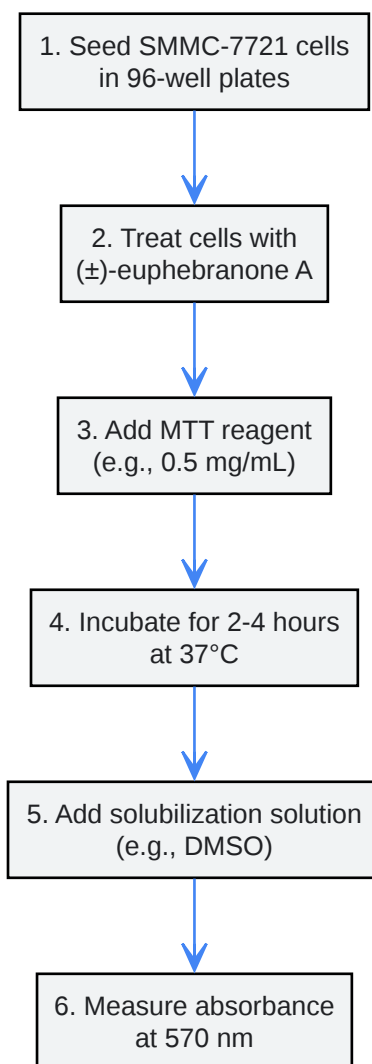 1. Seed SMMC-7721 cells
in 96-well plates
2. Treat cells with
(±)-euphebranone A
3. Add MTT reagent
(e.g., 0.5 mg/mL)
4. Incubate for 2-4 hours
at 37°C
5. Add solubilization solution
(e.g., DMSO)
6. Measure absorbance
at 570 nm